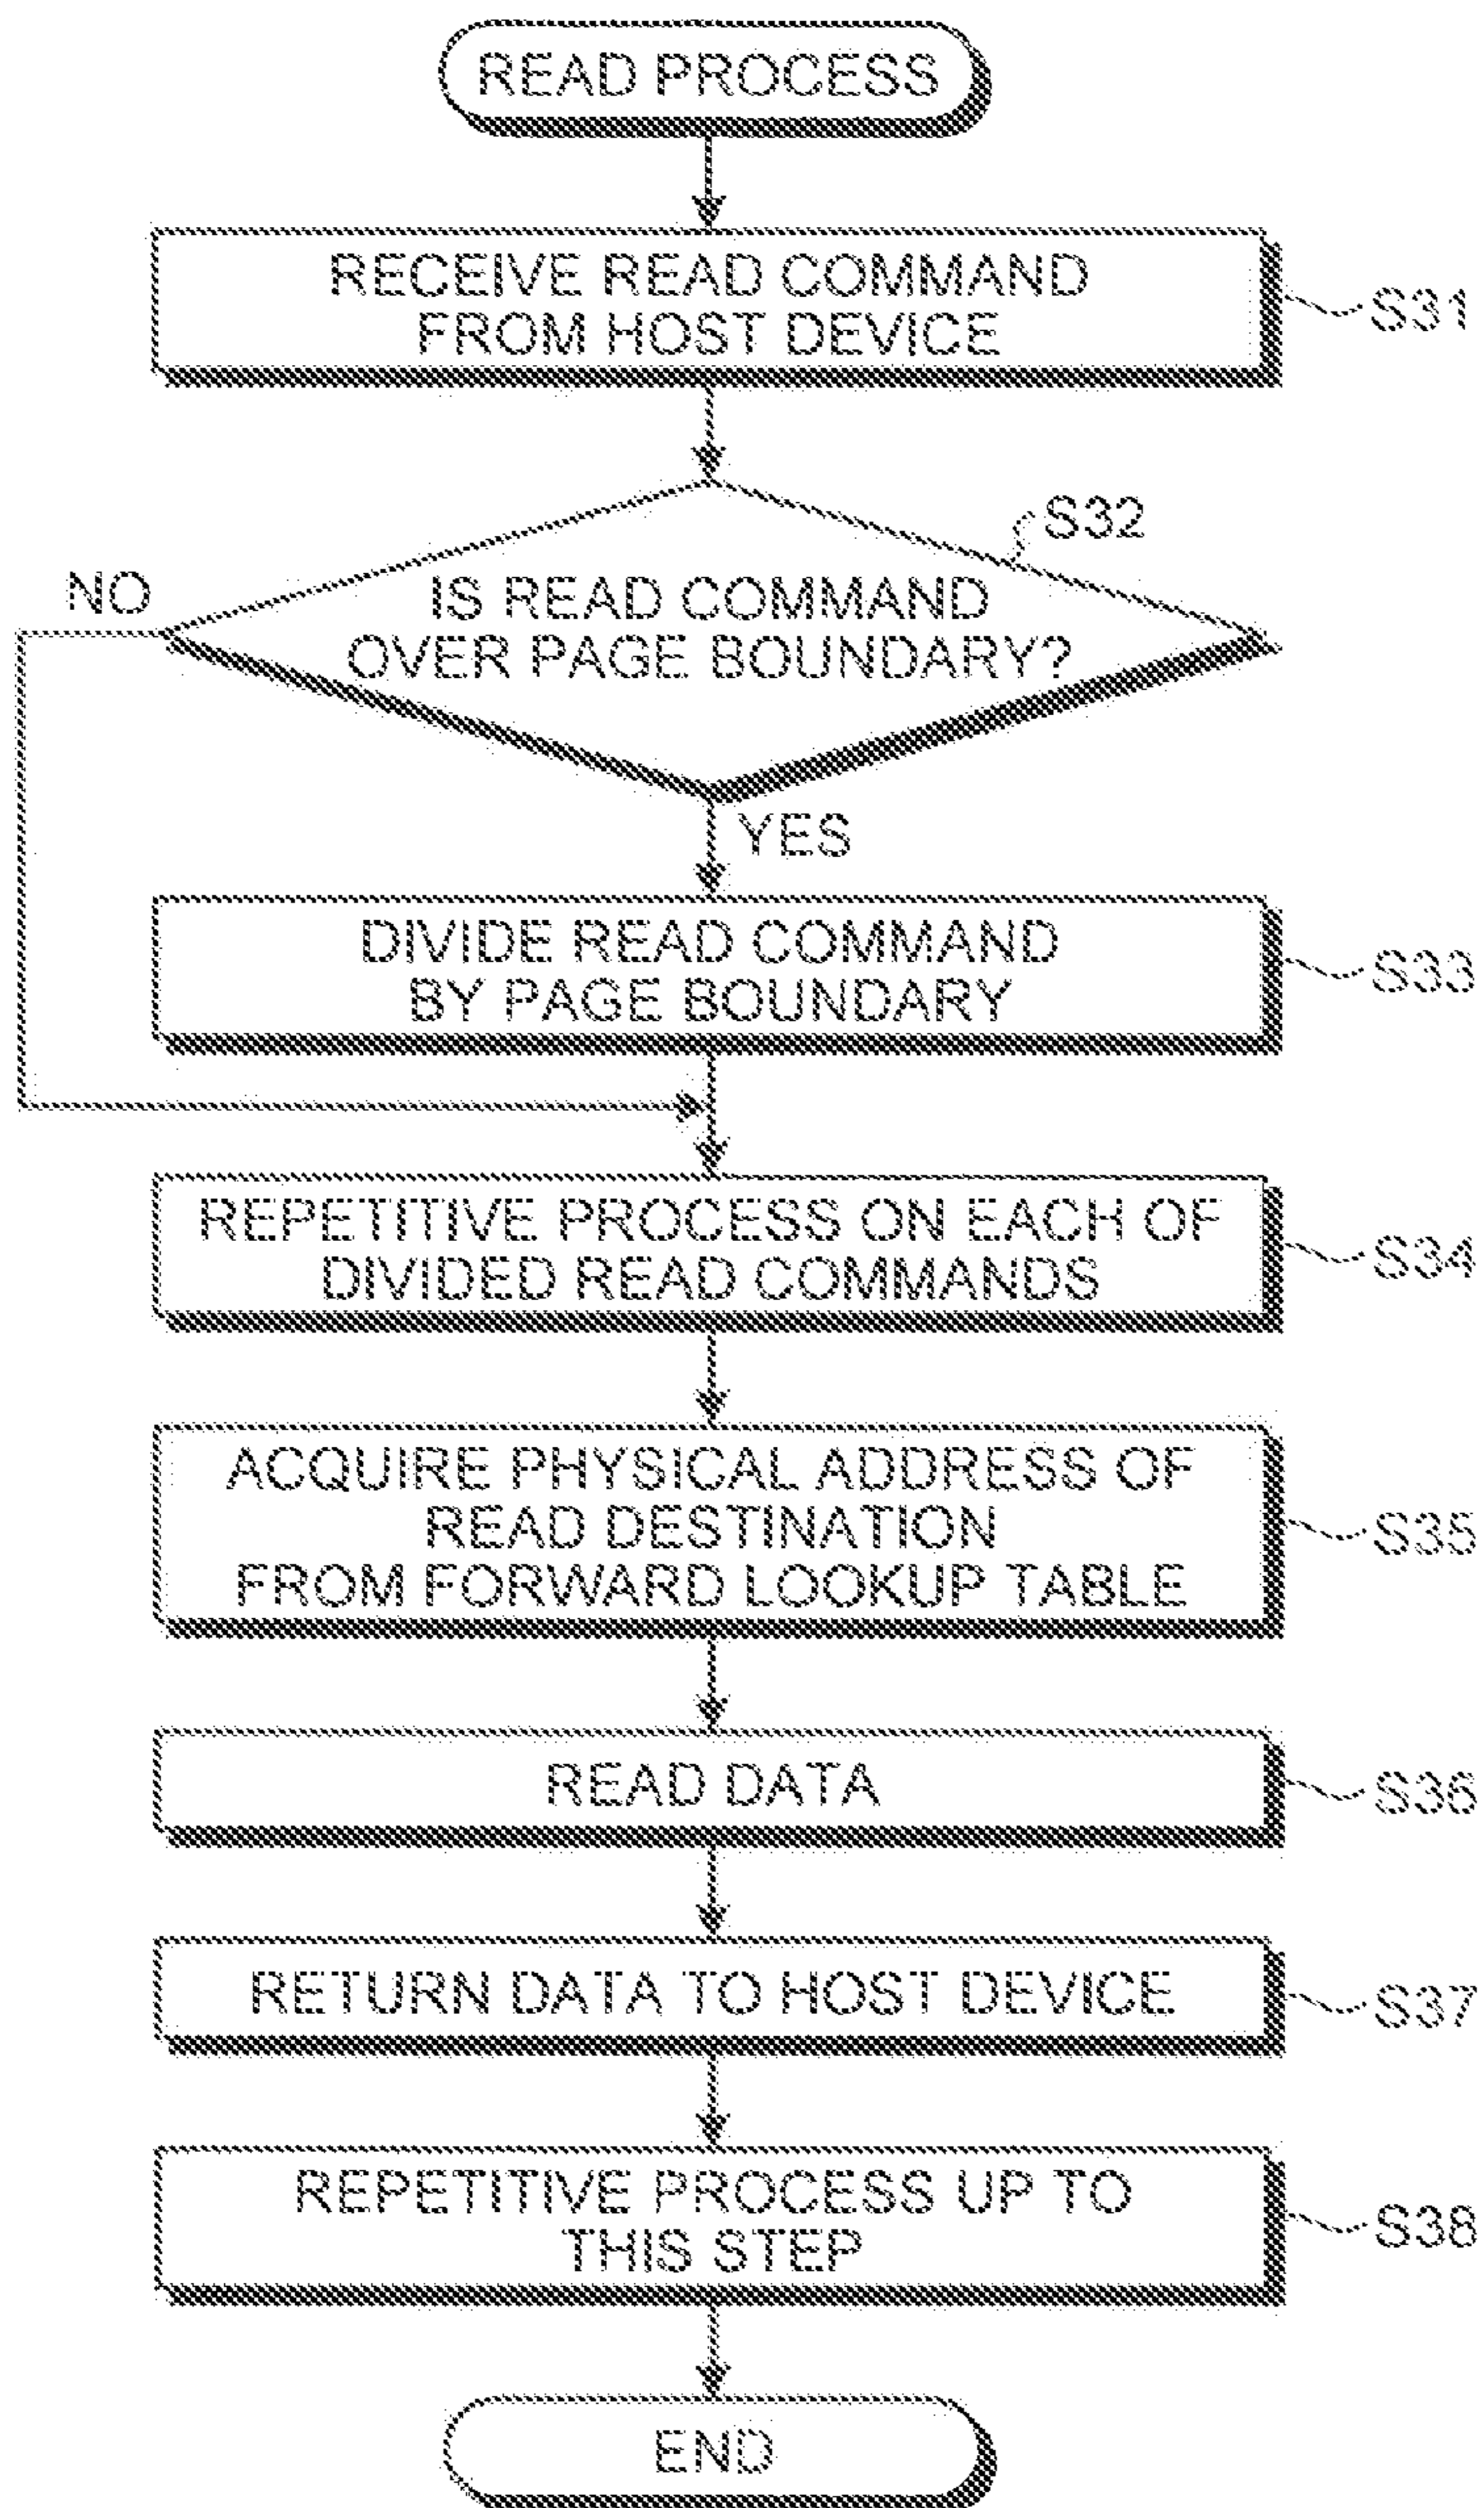 READ PROCESS
RECEIVE READ COMMAND
FROM HOST DEVICE
S31
S32
NO
IS READ COMMAND
OVER PAGE BOUNDARY?
YES
DIVIDE READ COMMAND
BY PAGE BOUNDARY
S33
REPETITIVE PROCESS ON EACH OF
DIVIDED READ COMMANDS
S34
ACQUIRE PHYSICAL ADDRESS OF
READ DESTINATION
FROM FORWARD LOOKUP TABLE
S35
READ DATA
S36
RETURN DATA TO HOST DEVICE
S37
REPETITIVE PROCESS UP TO
THIS STEP
S38
END